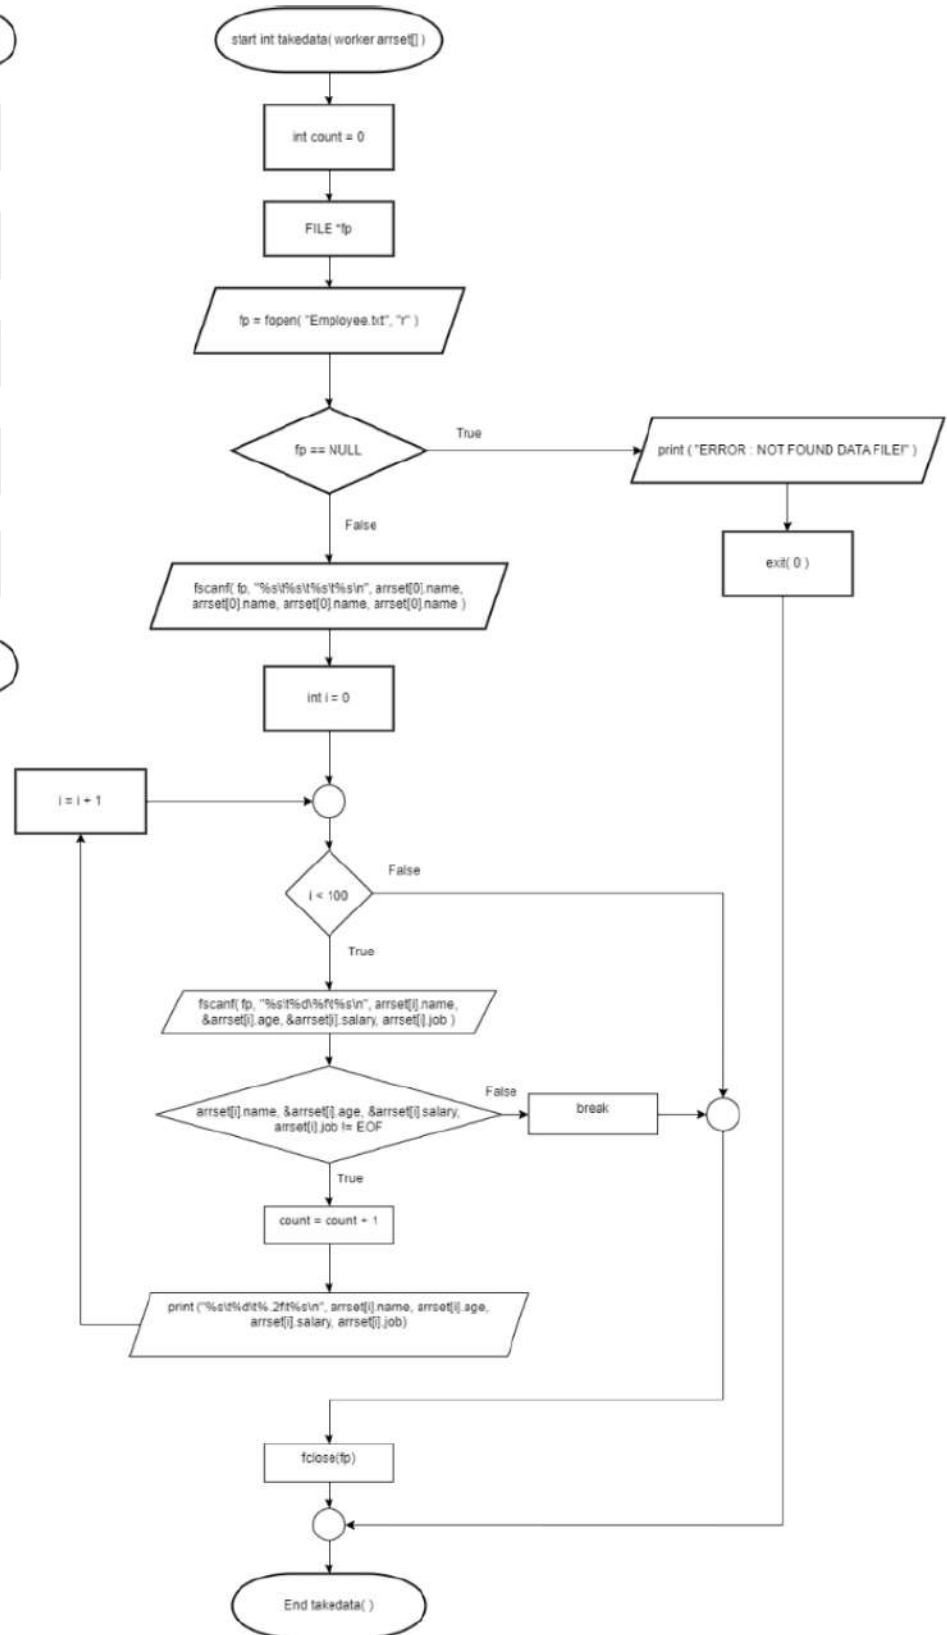 start int takedata( worker arrset[] )
int count = 0
FILE *fp
fp = fopen( "Employee.txt", "r" )
fp == NULL
True
print ( "ERROR : NOT FOUND DATA FILE!" )
exit( 0 )
False
fscanf( fp, "%s\t%s\t%s\t%s\n", arrset[0].name,
arrset[0].name, arrset[0].name, arrset[0].name )
int i = 0
i = i + 1
False
i < 100
True
fscanf( fp, "%s\t%d\%f\t%s\n", arrset[i].name,
&arrset[i].age, &arrset[i].salary, arrset[i].job )
False
arrset[i].name, &arrset[i].age, &arrset[i].salary,
arrset[i].job != EOF
break
True
count = count + 1
print ("%s\t%d\t%.2f\t%s\n", arrset[i].name, arrset[i].age,
arrset[i].salary, arrset[i].job)
fclose(fp)
End takedata( )